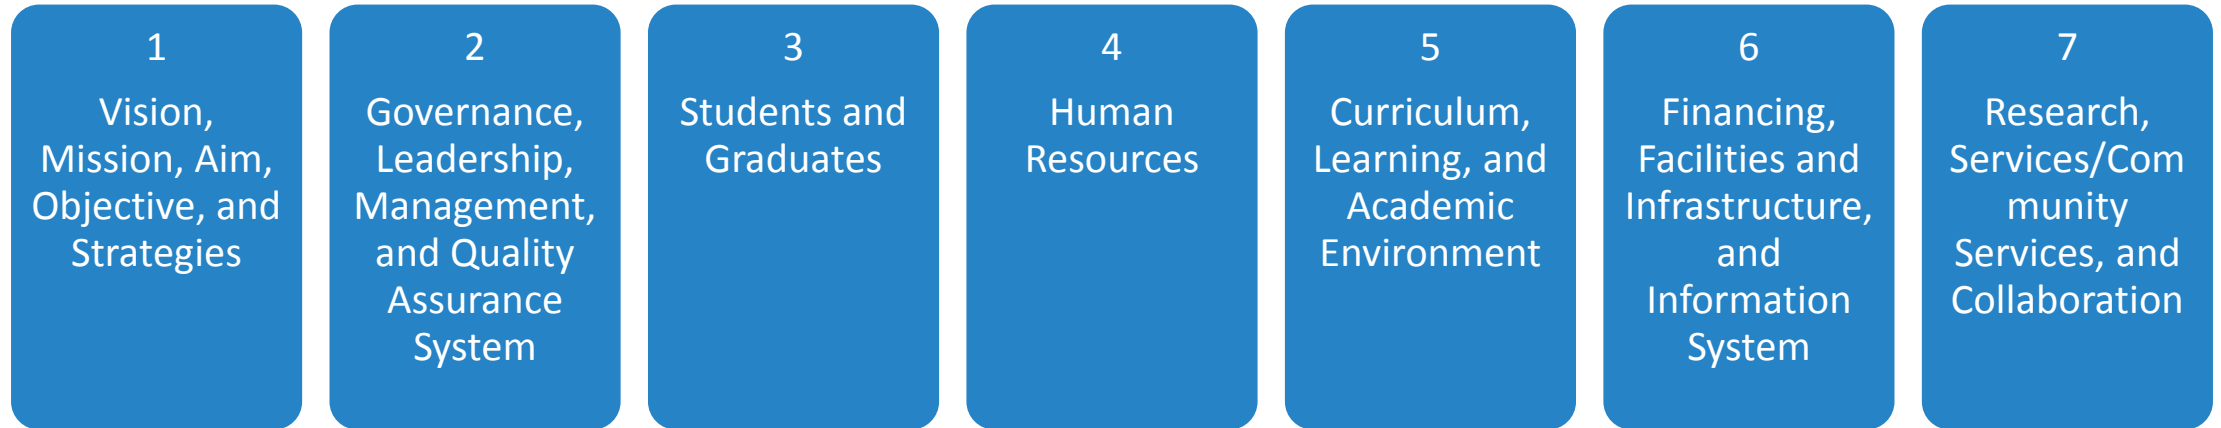 1
Vision,
Mission, Aim,
Objective, and
Strategies
2
Governance,
Leadership,
Management,
and Quality
Assurance
System
3
Students and
Graduates
4
Human
Resources
5
Curriculum,
Learning, and
Academic
Environment
6
Financing,
Facilities and
Infrastructure,
and
Information
System
7
Research,
Services/Com
munity
Services, and
Collaboration